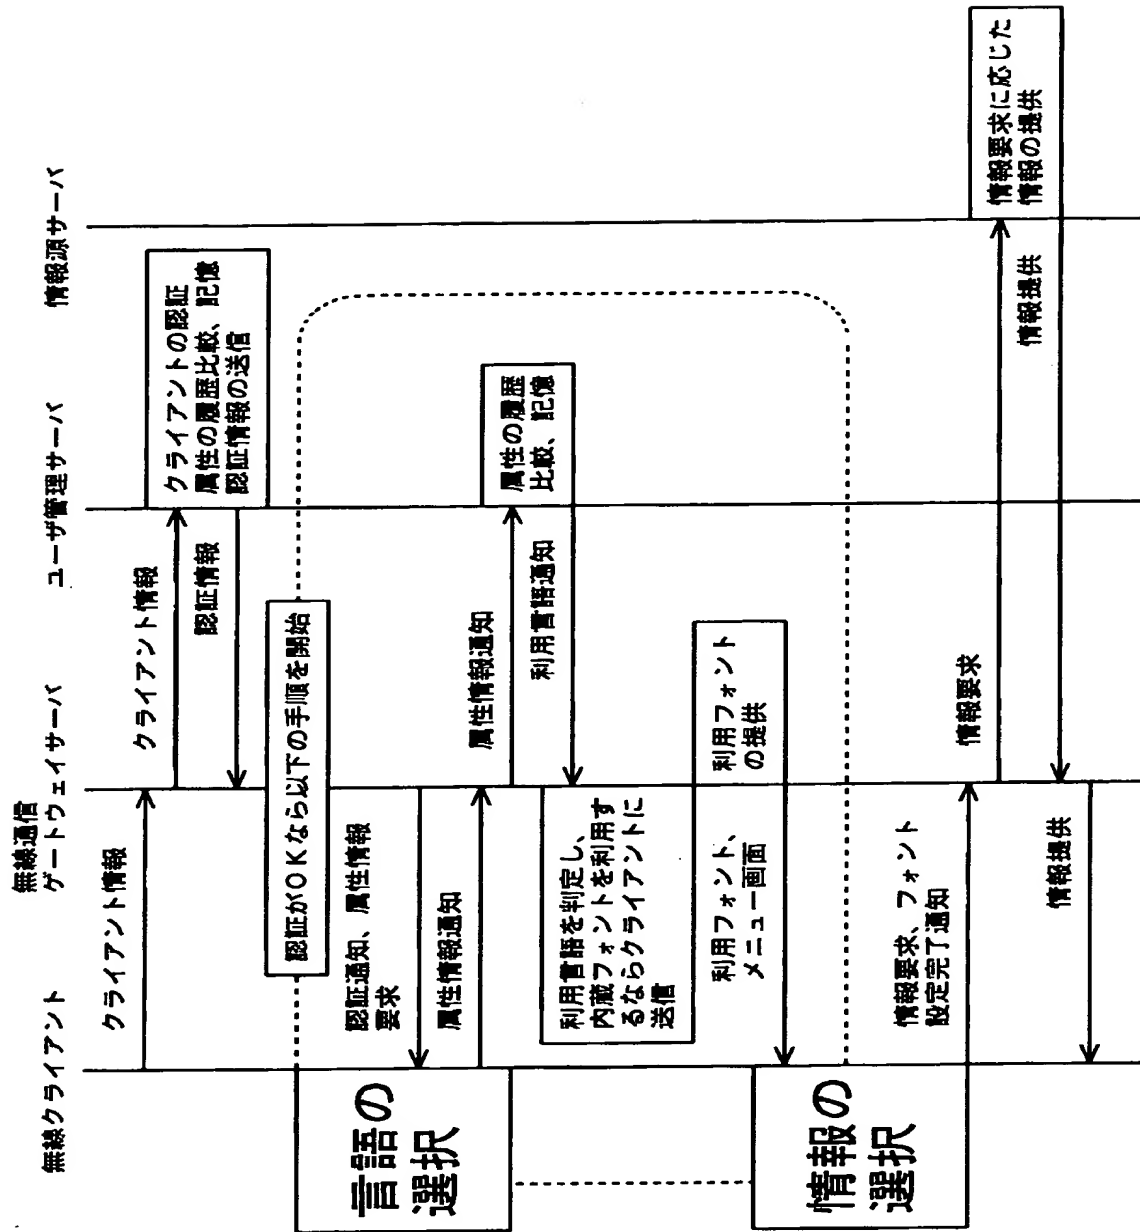 無線クライアント
無線通信
ゲートウェイサーバ
ユーザ管理サーバ
情報源サーバ
クライアント情報
クライアント情報
クライアントの認証
属性の履歴比較、記憶
認証情報の送信
認証情報
認証がOKなら以下の手順を開始
言語の
選択
認証通知、属性情報
要求
属性情報通知
属性情報通知
属性の履歴
比較、記憶
利用言語通知
利用言語を判定し、
内蔵フォントを利用す
るならクライアントに
送信
利用フォント
の提供
利用フォント、
メニュー画面
情報の
選択
情報要求、フォント
設定完了通知
情報要求
情報要求に応じた
情報の提供
情報提供
情報提供